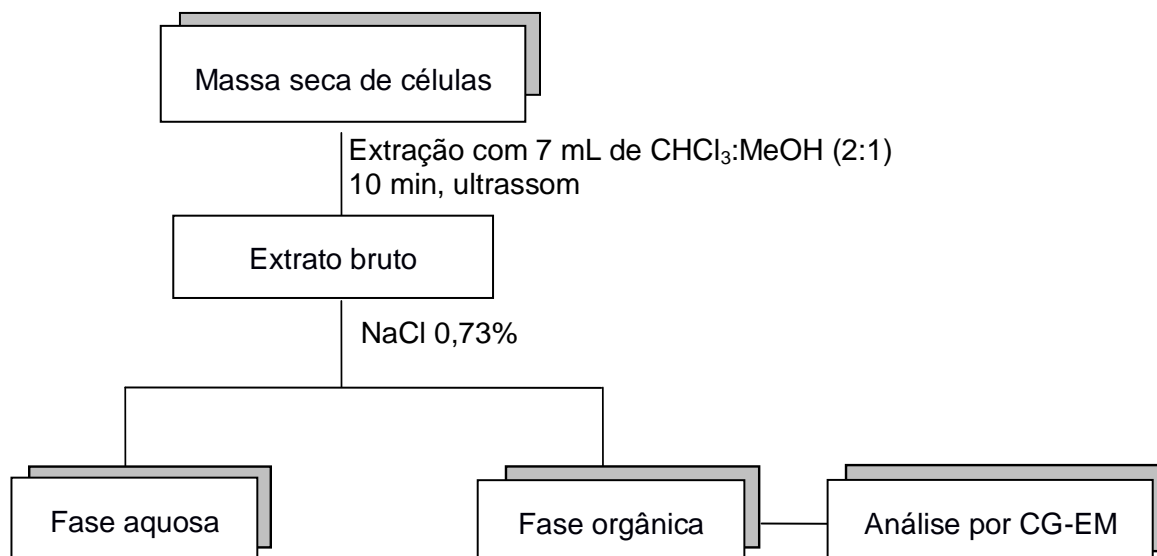 Massa seca de células
Extração com 7 mL de CHCl₃:MeOH (2:1)
10 min, ultrassom
Extrato bruto
NaCl 0,73%
Fase aquosa
Fase orgânica
Análise por CG-EM